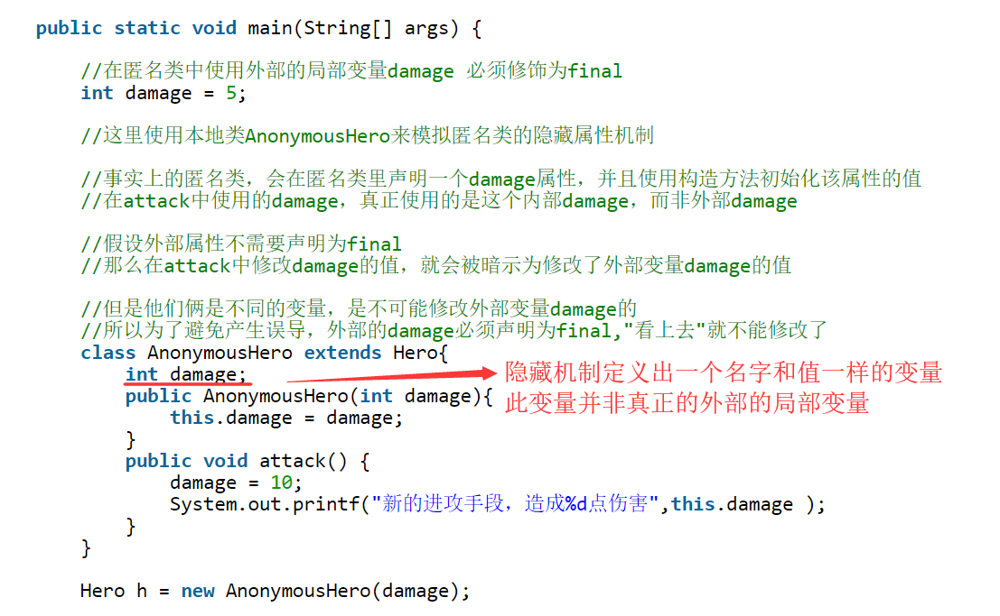 public static void main(String[] args) {
//在匿名类中使用外部的局部变量damage 必须修饰为final
int damage = 5;
//这里使用本地类AnonymousHero来模拟匿名类的隐藏属性机制
//事实上的匿名类，会在匿名类里声明一个damage属性，并且使用构造方法初始化该属性的值
//在attack中使用的damage，真正使用的是这个内部damage，而非外部damage
//假设外部属性不需要声明为final
//那么在attack中修改damage的值，就会被暗示为修改了外部变量damage的值
//但是他们俩是不同的变量，是不可能修改外部变量damage的
//所以为了避免产生误导，外部的damage必须声明为final,"看上去"就不能修改了
class AnonymousHero extends Hero{
int damage;
隐藏机制定义出一个名字和值一样的变量
public AnonymousHero(int damage){
此变量并非真正的外部的局部变量
this.damage = damage;
}
public void attack() {
damage = 10;
System.out.printf("新的进攻手段，造成%d点伤害",this.damage );
}
}
Hero h = new AnonymousHero(damage);